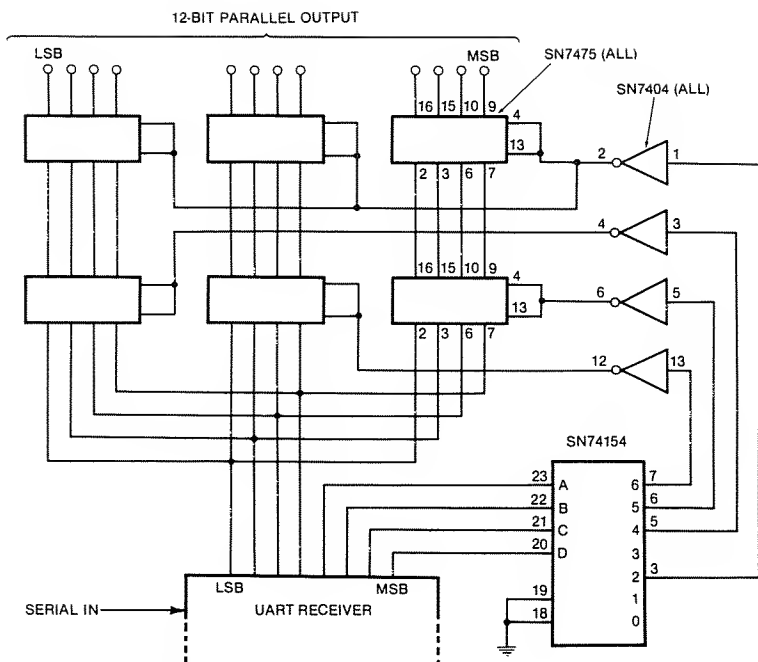 12-BIT PARALLEL OUTPUT
LSB
MSB
SN7475 (ALL)
SN7404 (ALL)
16 15 10 9
4
13
2 1
2 3 6 7
4 3
16 15 10 9
4
13
6 5
2 3 6 7
12 13
SN74154
23 A 6 7
22 B 5 6
21 C 4 5
20 D 3
2 3
19 1
18 0
LSB MSB
SERIAL IN
UART RECEIVER